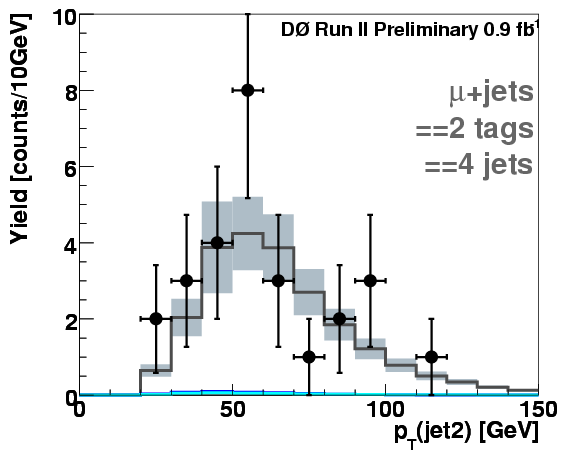 DØ Run II Preliminary 0.9 fb⁻¹
μ+jets
==2 tags
==4 jets
Yield [counts/10GeV]
10
8
6
4
2
0
0 50 100 150
p_T(jet2) [GeV]